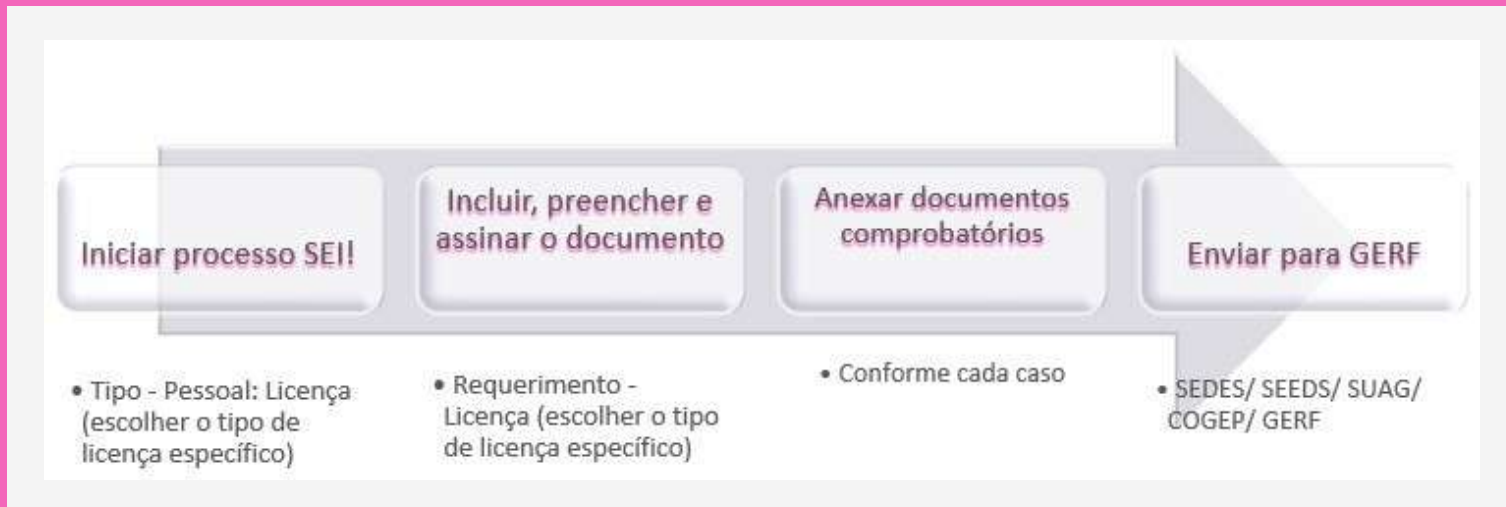 Iniciar processo SEI!
• Tipo - Pessoal: Licença
(escolher o tipo de
licença específico)
Incluir, preencher e
assinar o documento
• Requerimento -
Licença (escolher o tipo
de licença específico)
Anexar documentos
comprobatórios
• Conforme cada caso
Enviar para GERF
• SEDES/ SEEDS/ SUAG/
COGEP/ GERF